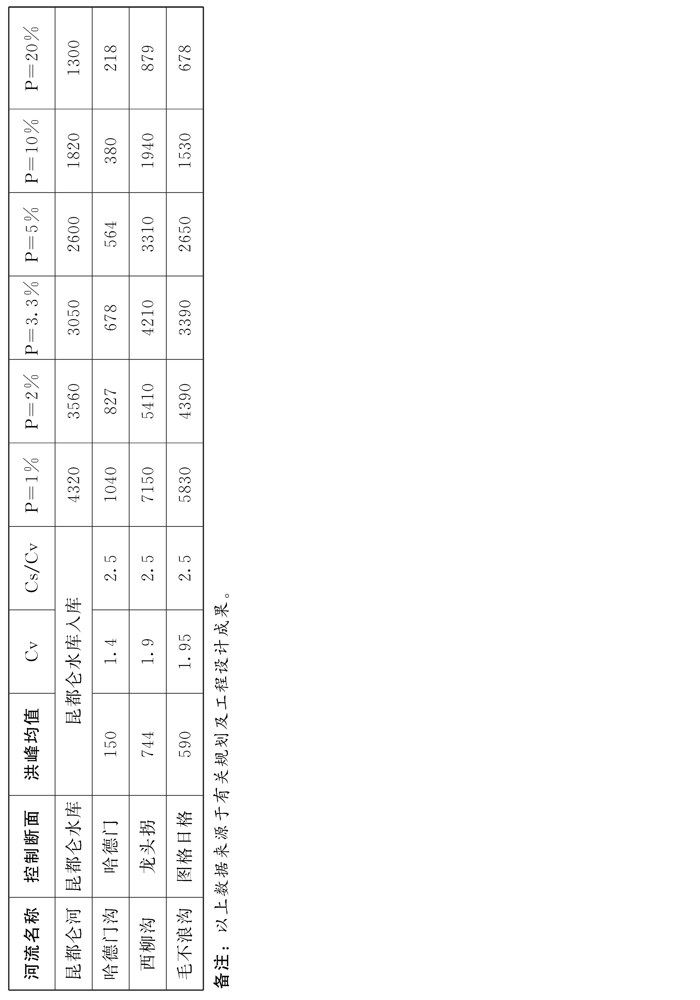 河流名称 控制断面 洪峰均值 Cv Cs/Cv P=1% P=2% P=3.3% P=5% P=10% P=20%
昆都仑河 昆都仑水库 昆都仑水库入库 4320 3560 3050 2600 1820 1300
哈德门沟 哈德门 150 1.4 2.5 1040 827 678 564 380 218
西柳沟 龙头拐 744 1.9 2.5 7150 5410 4210 3310 1940 879
毛不浪沟 图格日格 590 1.95 2.5 5830 4390 3390 2650 1530 678
备注：以上数据来源于有关规划及工程设计成果。